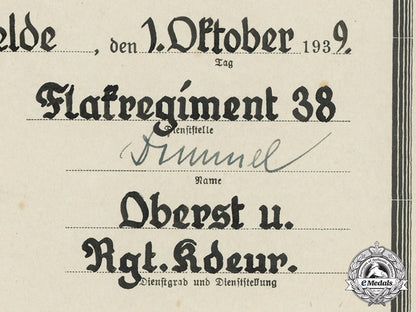 elde, den 1. Oktober 1939.
Tag
Flakregiment 38
Dienststelle
Name
Oberst u.
Rgt. Kdeur.
Dienstgrad und Dienststellung
eMedals